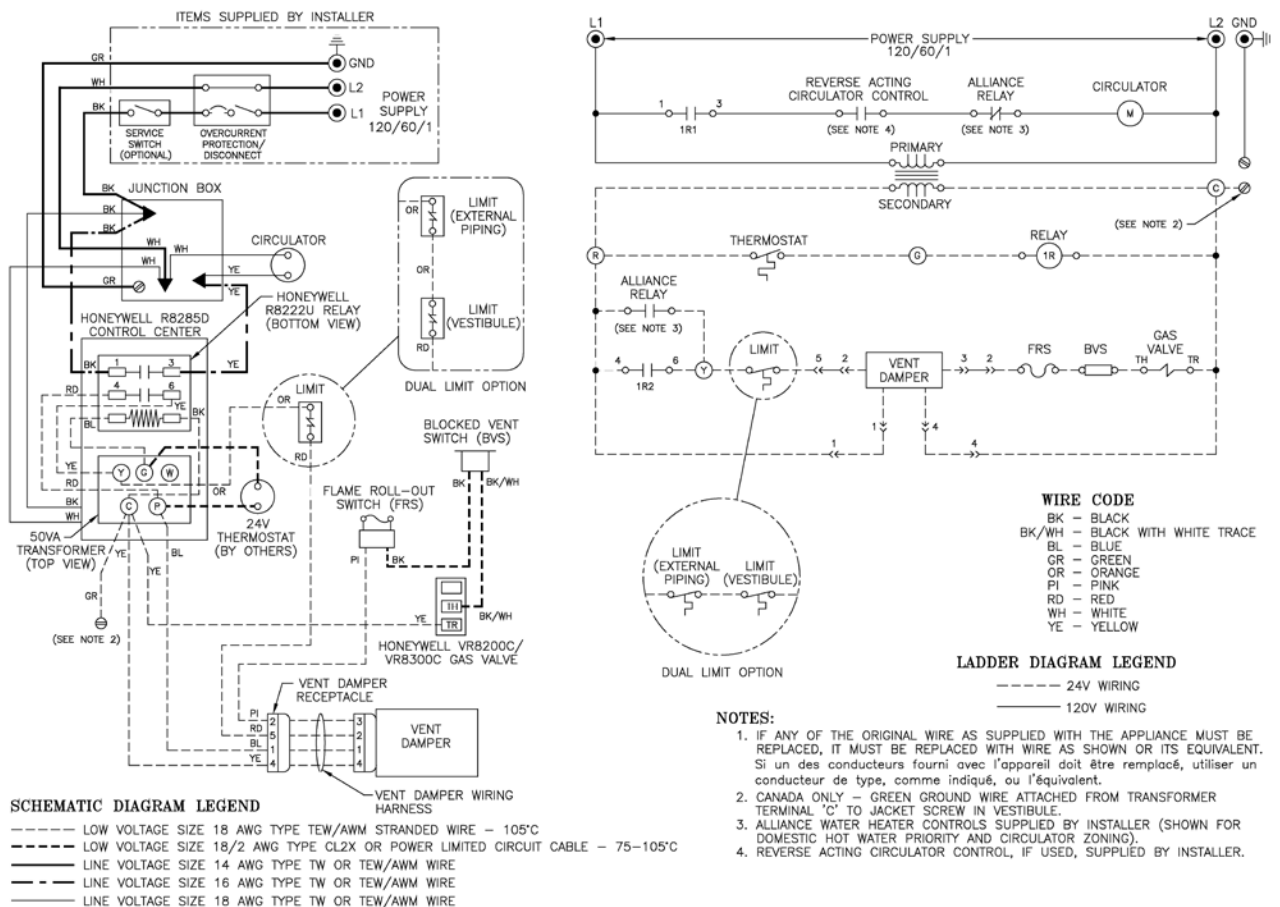 ITEMS SUPPLIED BY INSTALLER
GR
GND
WH
L2
BK
L1
POWER
SUPPLY
120/60/1
SERVICE
SWITCH
(OPTIONAL)
OVERCURRENT
PROTECTION/
DISCONNECT
BK
JUNCTION BOX
BK
BK
WH
WH
WH
YE
YE
GR
CIRCULATOR
HONEYWELL
R8222U RELAY
(BOTTOM VIEW)
HONEYWELL R8285D
CONTROL CENTER
BK
1
3
YE
RD
4
6
YE
BK
BL
YE
Y
G
W
RD
OR
BK
C
P
WH
50VA
TRANSFORMER
(TOP VIEW)
24V
THERMOSTAT
(BY OTHERS)
YE
BL
YE
GR
(SEE NOTE 2)
OR
LIMIT
(EXTERNAL
PIPING)
OR
LIMIT
(VESTIBULE)
RD
DUAL LIMIT OPTION
LIMIT
OR
RD
BLOCKED VENT
SWITCH (BVS)
BK
BK/WH
FLAME ROLL-OUT
SWITCH (FRS)
PI
BK
BK/WH
YE
TH
TR
HONEYWELL VR8200C/
VR8300C GAS VALVE
VENT DAMPER
RECEPTACLE
PI
2
3
RD
5
2
BL
1
1
YE
4
4
VENT
DAMPER
VENT DAMPER WIRING
HARNESS
SCHEMATIC DIAGRAM LEGEND
LOW VOLTAGE SIZE 18 AWG TYPE TEW/AWM STRANDED WIRE – 105°C
LOW VOLTAGE SIZE 18/2 AWG TYPE CL2X OR POWER LIMITED CIRCUIT CABLE – 75-105°C
LINE VOLTAGE SIZE 14 AWG TYPE TW OR TEW/AWM WIRE
LINE VOLTAGE SIZE 16 AWG TYPE TW OR TEW/AWM WIRE
LINE VOLTAGE SIZE 18 AWG TYPE TW OR TEW/AWM WIRE
L1
L2
GND
POWER SUPPLY
120/60/1
REVERSE ACTING
CIRCULATOR CONTROL
ALLIANCE
RELAY
CIRCULATOR
1
3
1R1
(SEE NOTE 4)
(SEE NOTE 3)
M
PRIMARY
SECONDARY
C
(SEE NOTE 2)
R
THERMOSTAT
G
RELAY
1R
ALLIANCE
RELAY
(SEE NOTE 3)
4
6
1R2
Y
LIMIT
5
2
VENT
DAMPER
3
2
FRS
BVS
GAS
VALVE
TH
TR
1
4
1
4
LIMIT
(EXTERNAL
PIPING)
LIMIT
(VESTIBULE)
DUAL LIMIT OPTION
WIRE CODE
BK – BLACK
BK/WH – BLACK WITH WHITE TRACE
BL – BLUE
GR – GREEN
OR – ORANGE
PI – PINK
RD – RED
WH – WHITE
YE – YELLOW
LADDER DIAGRAM LEGEND
24V WIRING
120V WIRING
NOTES:
1. IF ANY OF THE ORIGINAL WIRE AS SUPPLIED WITH THE APPLIANCE MUST BE
REPLACED, IT MUST BE REPLACED WITH WIRE AS SHOWN OR ITS EQUIVALENT.
Si un des conducteurs fourni avec l'appareil doit être remplacé, utiliser un
conducteur de type, comme indiqué, ou l'équivalent.
2. CANADA ONLY – GREEN GROUND WIRE ATTACHED FROM TRANSFORMER
TERMINAL 'C' TO JACKET SCREW IN VESTIBULE.
3. ALLIANCE WATER HEATER CONTROLS SUPPLIED BY INSTALLER (SHOWN FOR
DOMESTIC HOT WATER PRIORITY AND CIRCULATOR ZONING).
4. REVERSE ACTING CIRCULATOR CONTROL, IF USED, SUPPLIED BY INSTALLER.